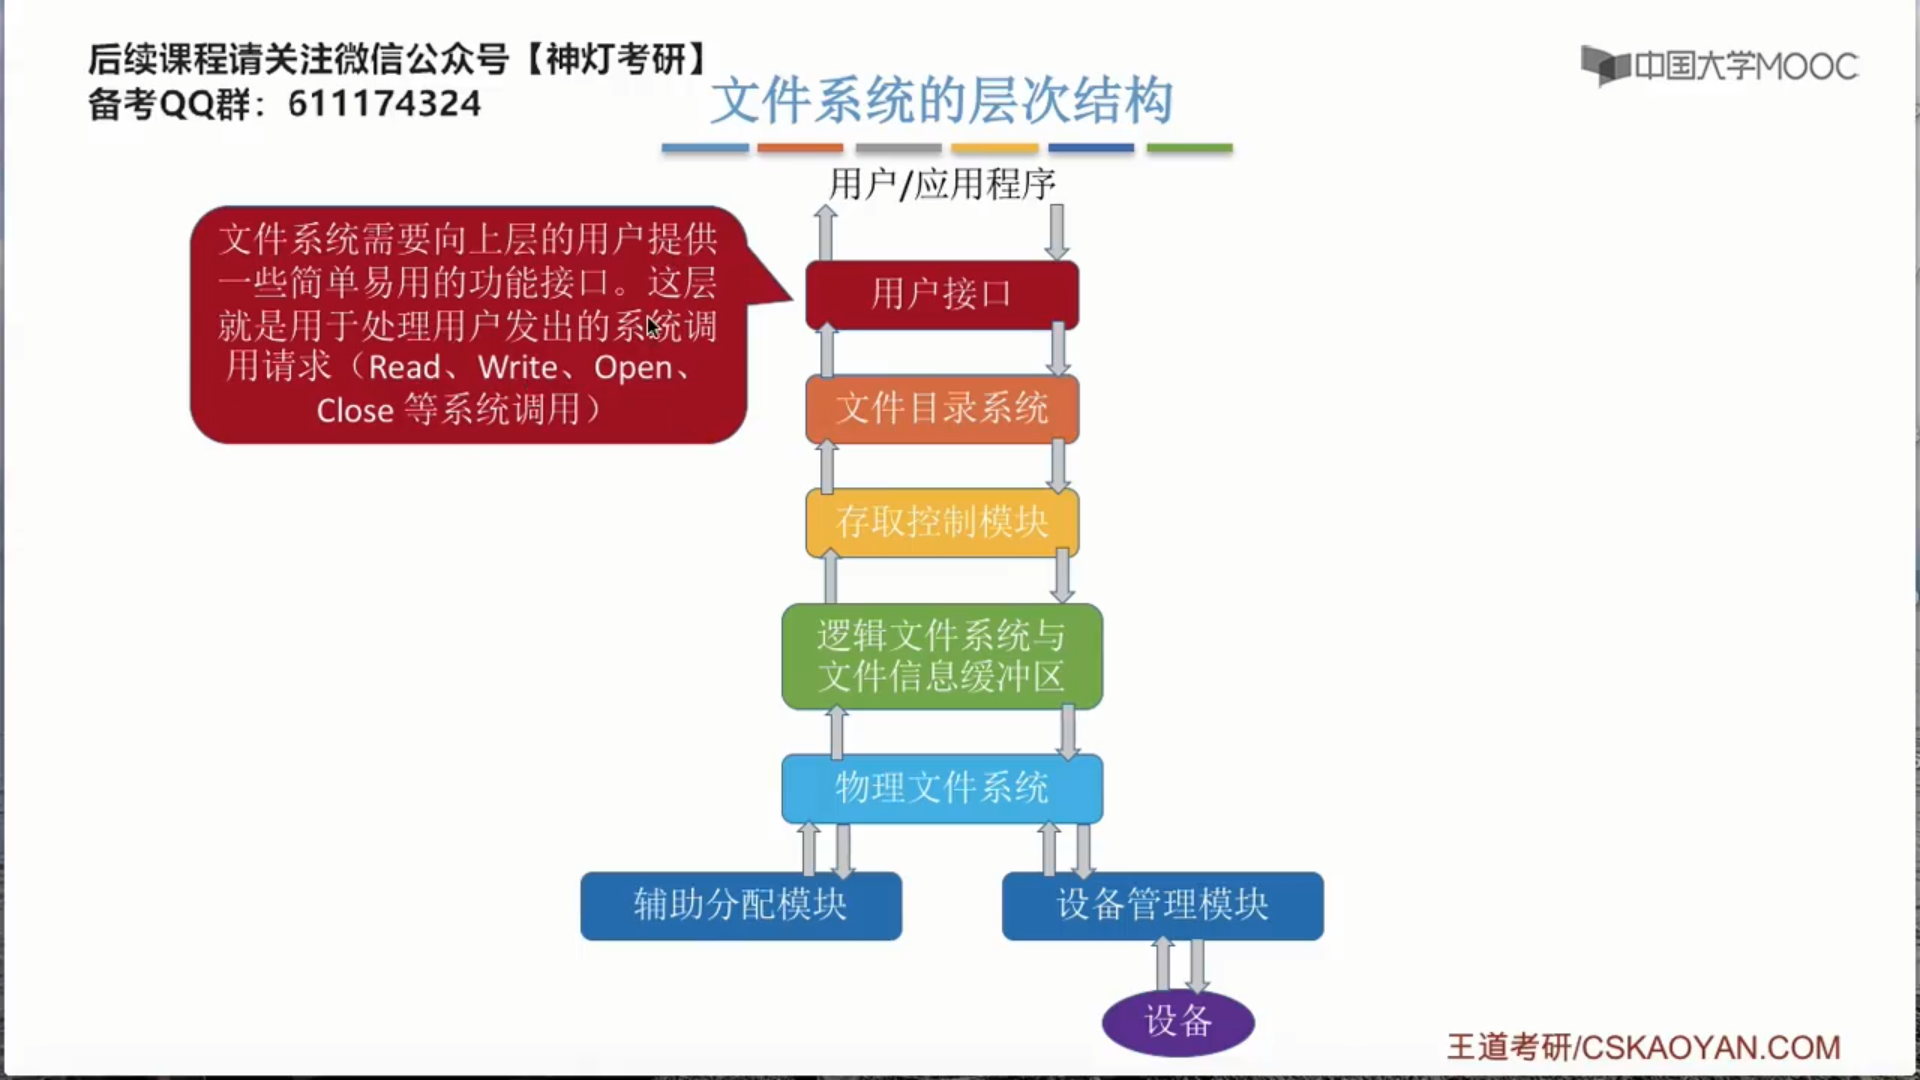 后续课程请关注微信公众号【神灯考研】
备考QQ群：611174324
中国大学MOOC
文件系统的层次结构
用户/应用程序
文件系统需要向上层的用户提供
一些简单易用的功能接口。这层
就是用于处理用户发出的系统调
用请求（Read、Write、Open、
Close 等系统调用）
用户接口
文件目录系统
存取控制模块
逻辑文件系统与
文件信息缓冲区
物理文件系统
辅助分配模块
设备管理模块
设备
王道考研/CSKAOYAN.COM